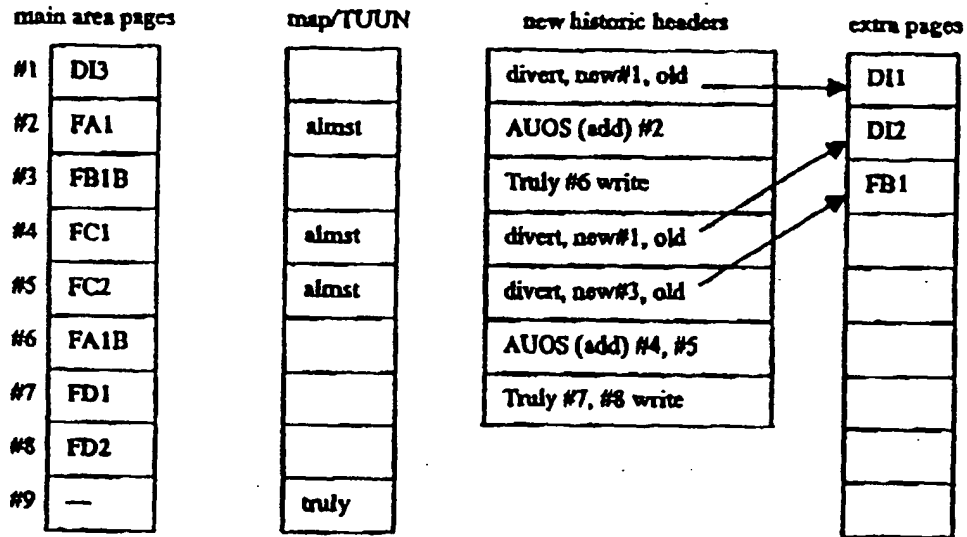 main area pages
#1 DI3
#2 FA1
#3 FB1B
#4 FC1
#5 FC2
#6 FA1B
#7 FD1
#8 FD2
#9 —
map/TUUN
almst
almst
almst
truly
new historic headers
divert, new#1, old
AUOS (add) #2
Truly #6 write
divert, new#1, old
divert, new#3, old
AUOS (add) #4, #5
Truly #7, #8 write
extra pages
DI1
DI2
FB1